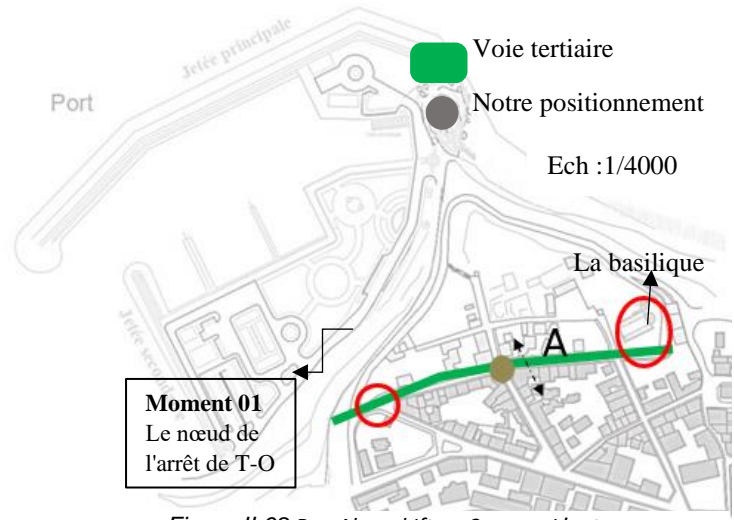 Jetée principale
Voie tertiaire
Port
Notre positionnement
Ech :1/4000
La basilique
A
Jetée
Moment 01
Le nœud de
l'arrêt de T-O